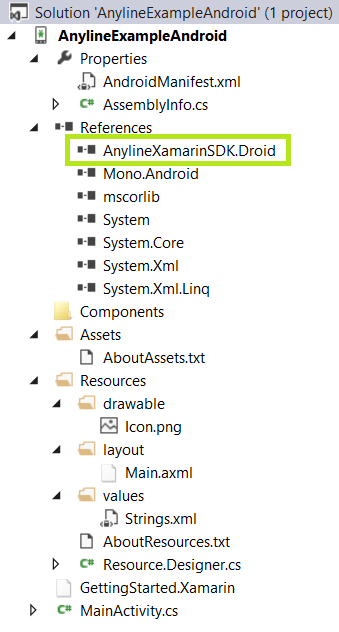 Solution 'AnylineExampleAndroid' (1 project)
AnylineExampleAndroid
Properties
AndroidManifest.xml
C# AssemblyInfo.cs
References
AnylineXamarinSDK.Droid
Mono.Android
mscorlib
System
System.Core
System.Xml
System.Xml.Linq
Components
Assets
AboutAssets.txt
Resources
drawable
Icon.png
layout
Main.axml
values
Strings.xml
AboutResources.txt
C# Resource.Designer.cs
GettingStarted.Xamarin
C# MainActivity.cs